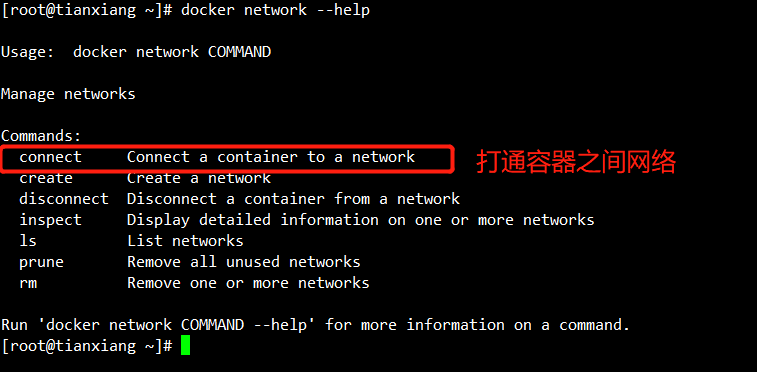 [root@tianxiang ~]# docker network --help
Usage:  docker network COMMAND
Manage networks
Commands:
  connect     Connect a container to a network
打通容器之间网络
  create      Create a network
  disconnect  Disconnect a container from a network
  inspect     Display detailed information on one or more networks
  ls          List networks
  prune       Remove all unused networks
  rm          Remove one or more networks
Run 'docker network COMMAND --help' for more information on a command.
[root@tianxiang ~]#